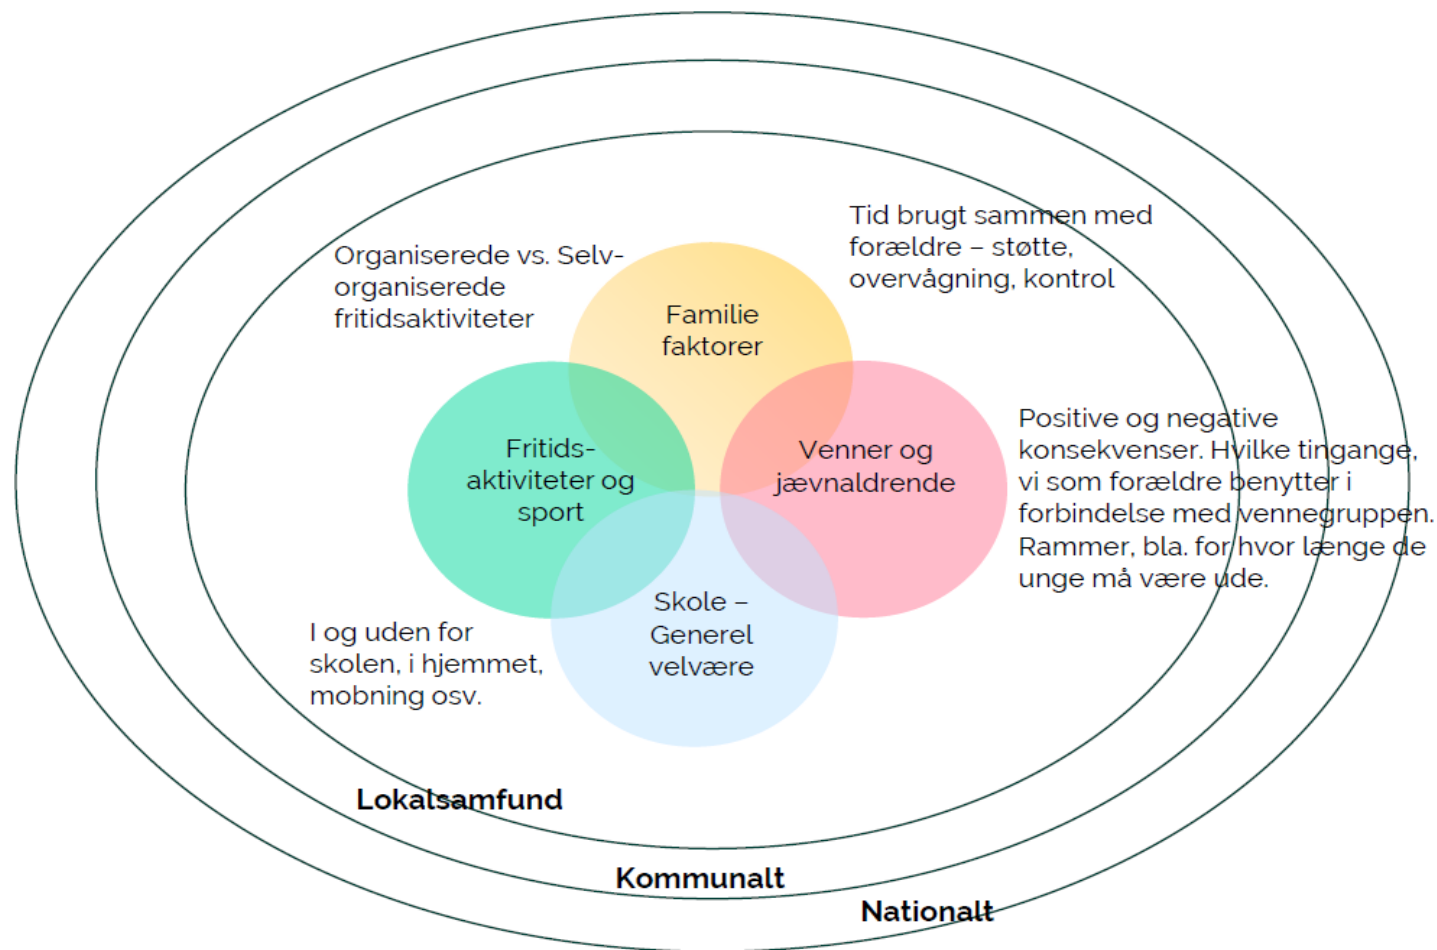 Tid brugt sammen med
forældre – støtte,
overvågning, kontrol
Organiserede vs. Selv-
organiserede
fritidsaktiviteter
Familie
faktorer
Fritids-
aktiviteter og
sport
Venner og
jævnaldrende
Positive og negative
konsekvenser. Hvilke tingange,
vi som forældre benytter i
forbindelse med vennegruppen.
Rammer, bla. for hvor længe de
unge må være ude.
Skole –
Generel
velvære
I og uden for
skolen, i hjemmet,
mobning osv.
Lokalsamfund
Kommunalt
Nationalt